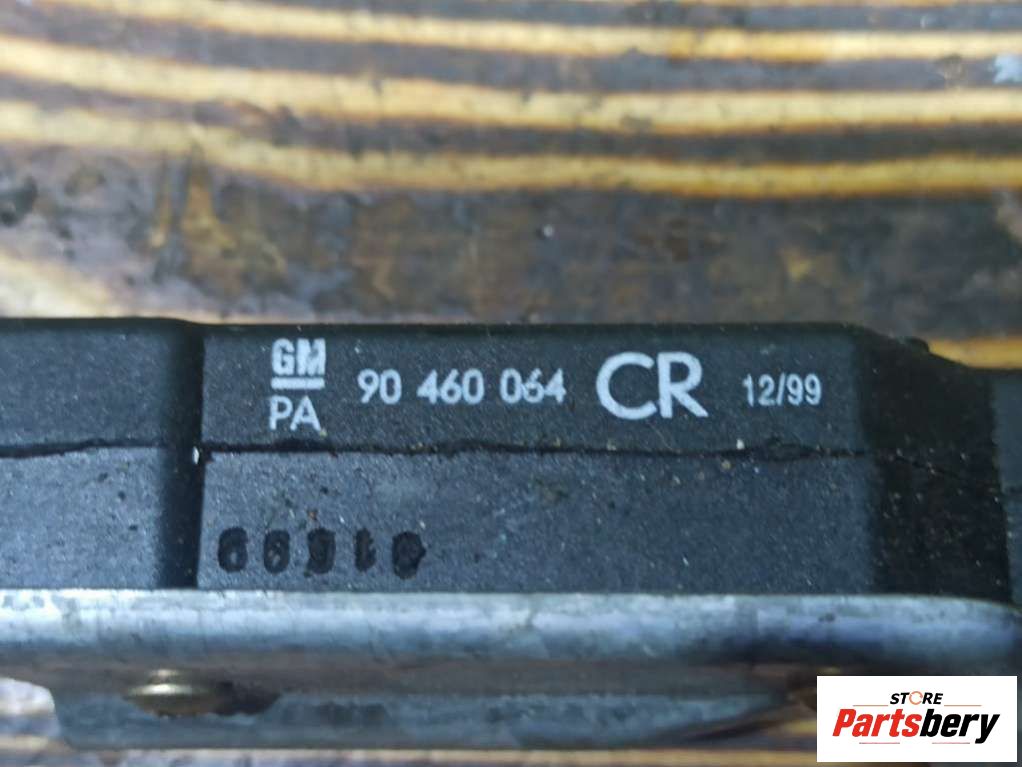 GM
PA
90 460 064 CR 12/99
STORE
Partsbery